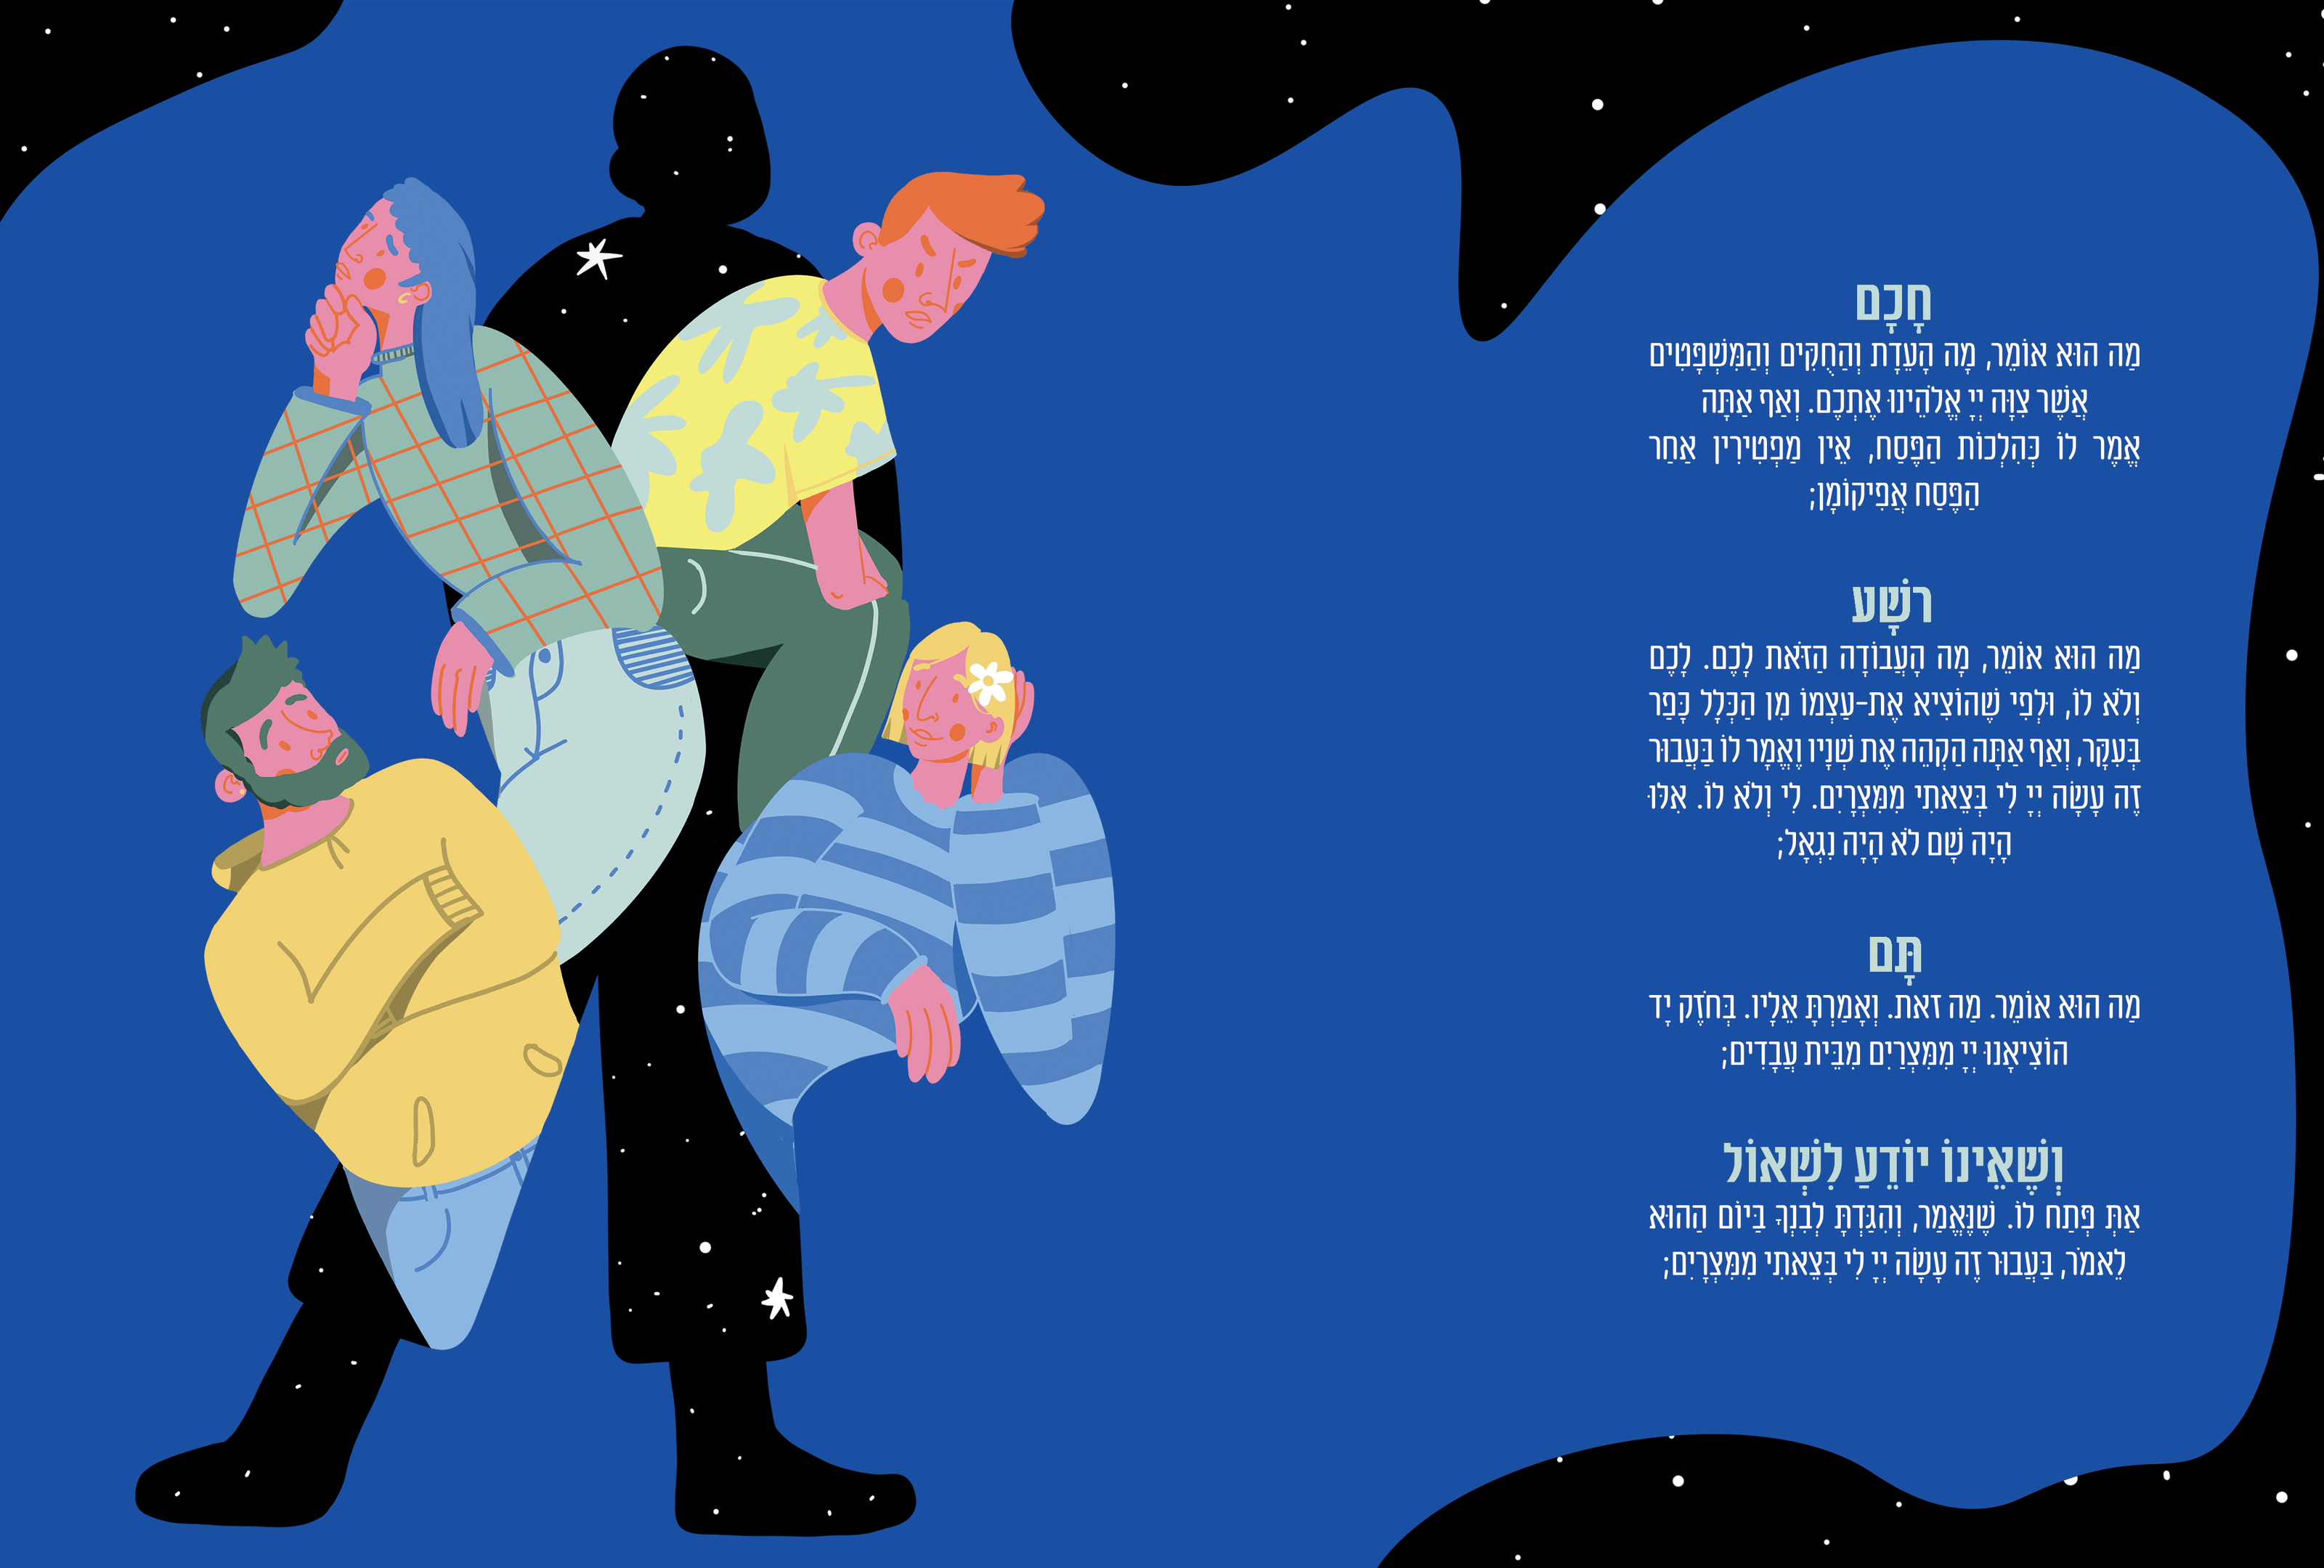 חָכָם
מַה הוּא אוֹמֵר, מָה הָעֵדֹת וְהַחֻקִּים וְהַמִּשְׁפָּטִים
אֲשֶׁר צִוָּה יְיָ אֱלֹהֵינוּ אֶתְכֶם. וְאַף אַתָּה
אֱמֶר לוֹ כְּהִלְכוֹת הַפֶּסַח, אֵין מַפְטִירִין אַחַר
הַפֶּסַח אֲפִיקוֹמָן;
רשָׁע
מַה הוּא אוֹמֵר, מָה הָעֲבוֹדָה הַזֹּאת לָכֶם. לָכֶם
וְלֹא לוֹ, וּלְפִי שֶׁהוֹצִיא אֶת-עַצְמוֹ מִן הַכְּלָל כָּפַר
בְּעִקָּר, וְאַף אַתָּה הַקְהֵה אֶת שִׁנָּיו וֶאֱמָר לוֹ בַּעֲבוּר
זֶה עָשָׂה יְיָ לִי בְּצֵאתִי מִמִּצְרָיִם. לִי וְלֹא לוֹ. אִלּוּ
הָיָה שָׁם לֹא הָיָה נִגְאָל;
תָּם
מַה הוּא אוֹמֵר. מַה זאת. וְאָמַרְתָּ אֵלָיו. בְּחֹזֶק יָד
הוֹצִיאָנוּ יְיָ מִמִּצְרַיִם מִבֵּית עֲבָדִים;
וְשֶׁאֵינוֹ יוֹדֵעַ לִשְׁאוֹל
אַתְּ פְּתַח לוֹ. שֶׁנֶּאֱמַר, וְהִגַּדְתָּ לְבִנְךָ בַּיּוֹם הַהוּא
לֵאמֹר, בַּעֲבוּר זֶה עָשָׂה יְיָ לִי בְּצֵאתִי מִמִּצְרָיִם;